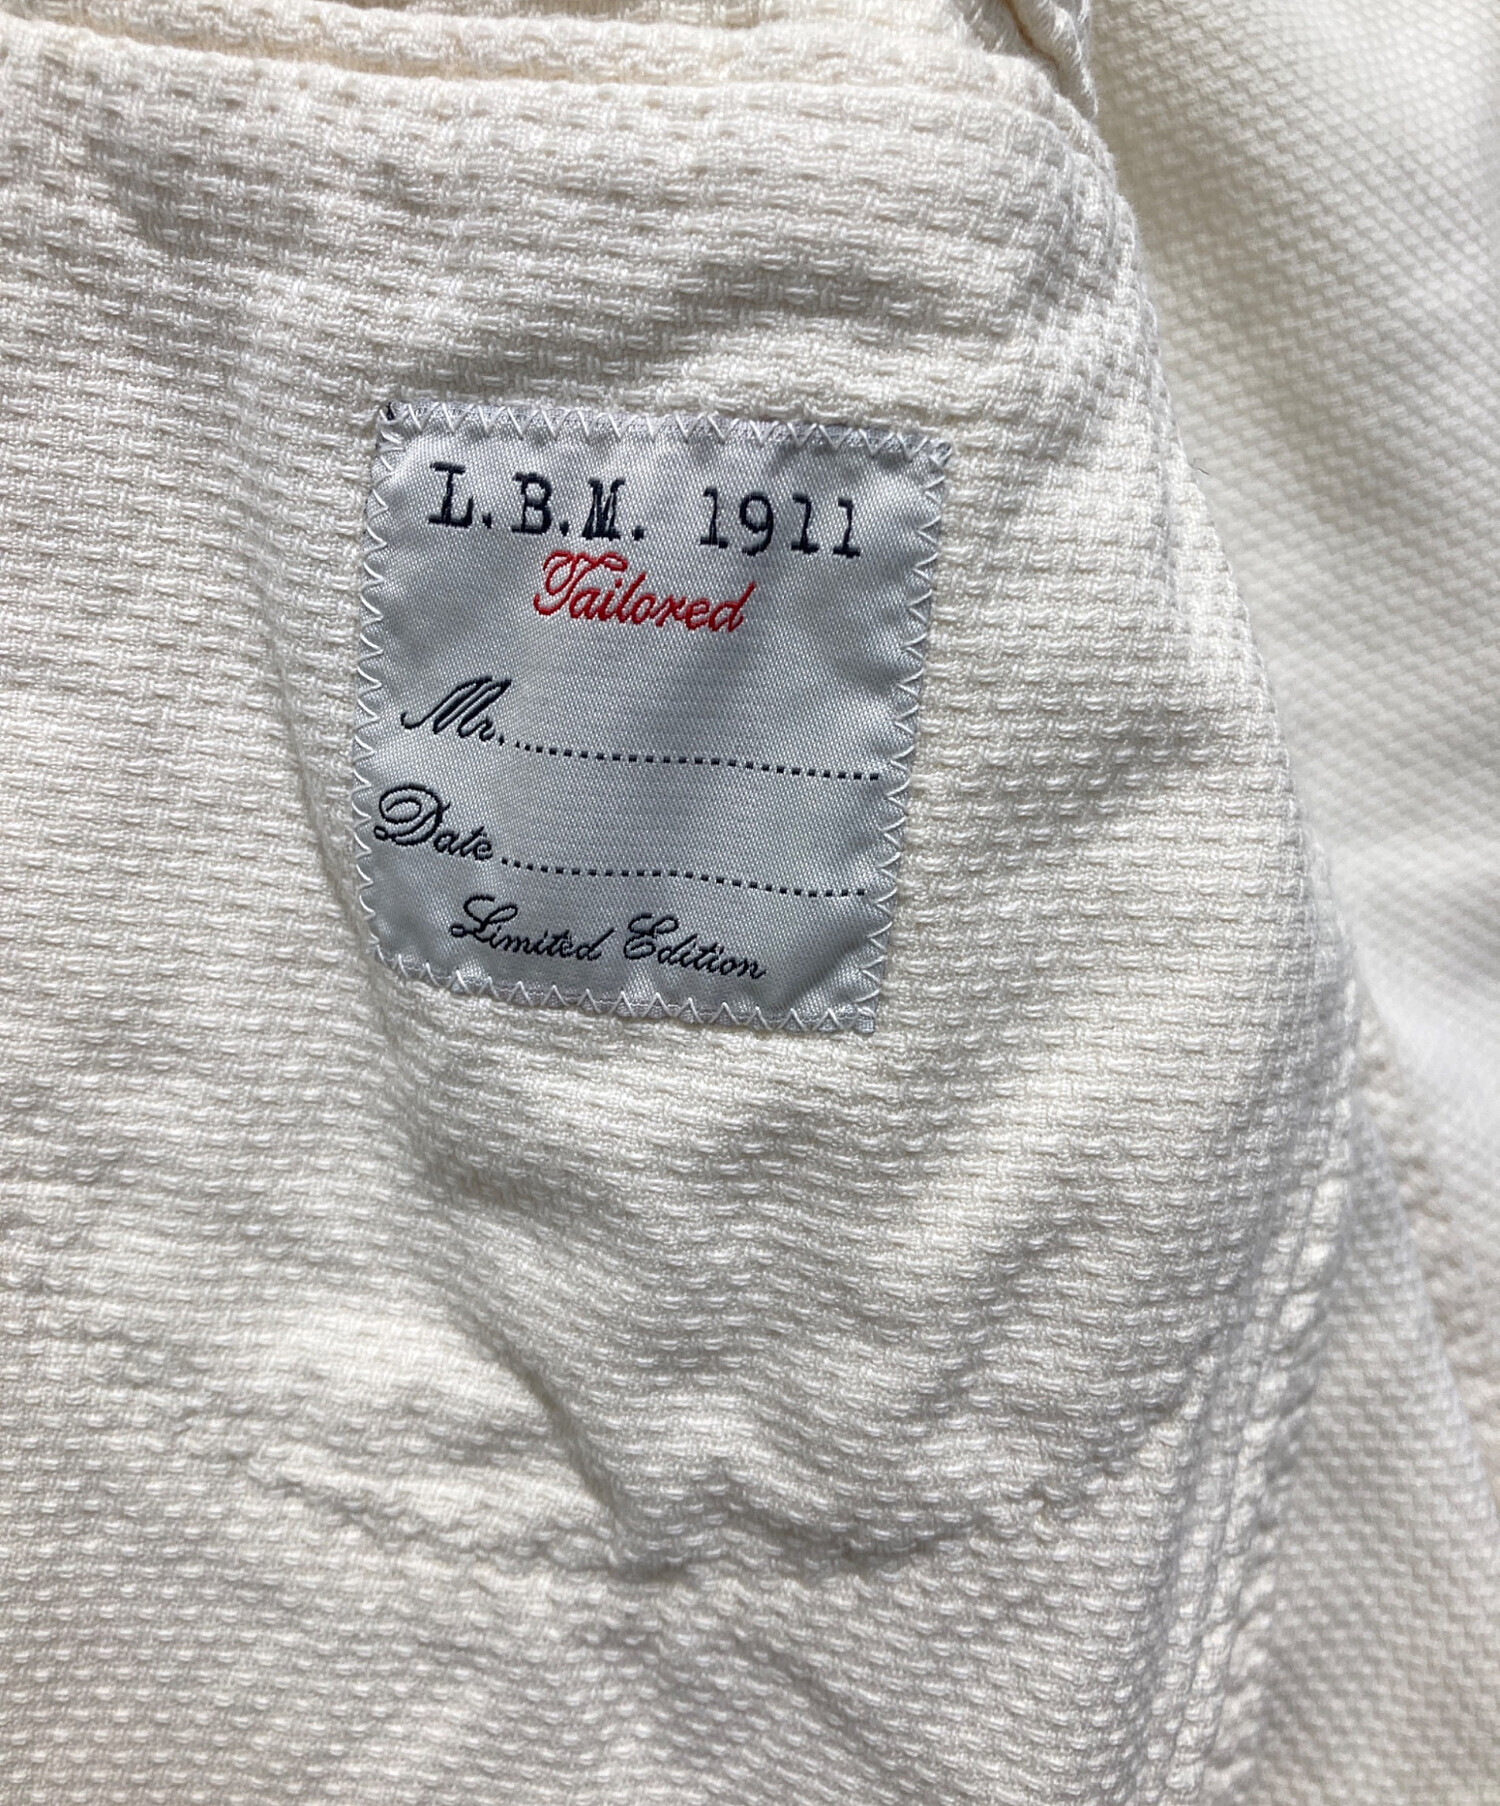 L.B.M. 1911
Tailored
Mr. ........................................
Date ........................................
Limited Edition